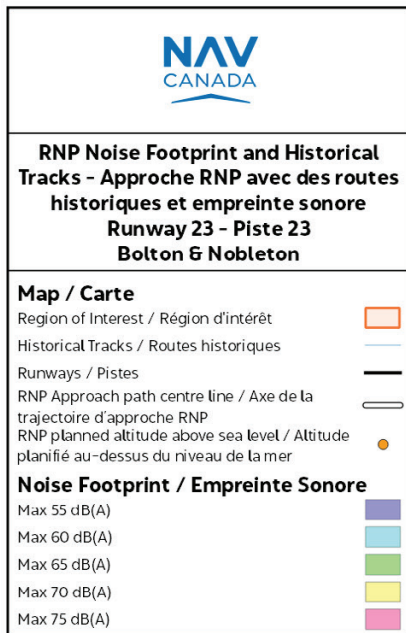 NAV
CANADA
RNP Noise Footprint and Historical
Tracks - Approche RNP avec des routes
historiques et empreinte sonore
Runway 23 - Piste 23
Bolton & Nobleton
Map / Carte
Region of Interest / Région d'intérêt
Historical Tracks / Routes historiques
Runways / Pistes
RNP Approach path centre line / Axe de la
trajectoire d'approche RNP
RNP planned altitude above sea level / Altitude
planifié au-dessus du niveau de la mer
Noise Footprint / Empreinte Sonore
Max 55 dB(A)
Max 60 dB(A)
Max 65 dB(A)
Max 70 dB(A)
Max 75 dB(A)